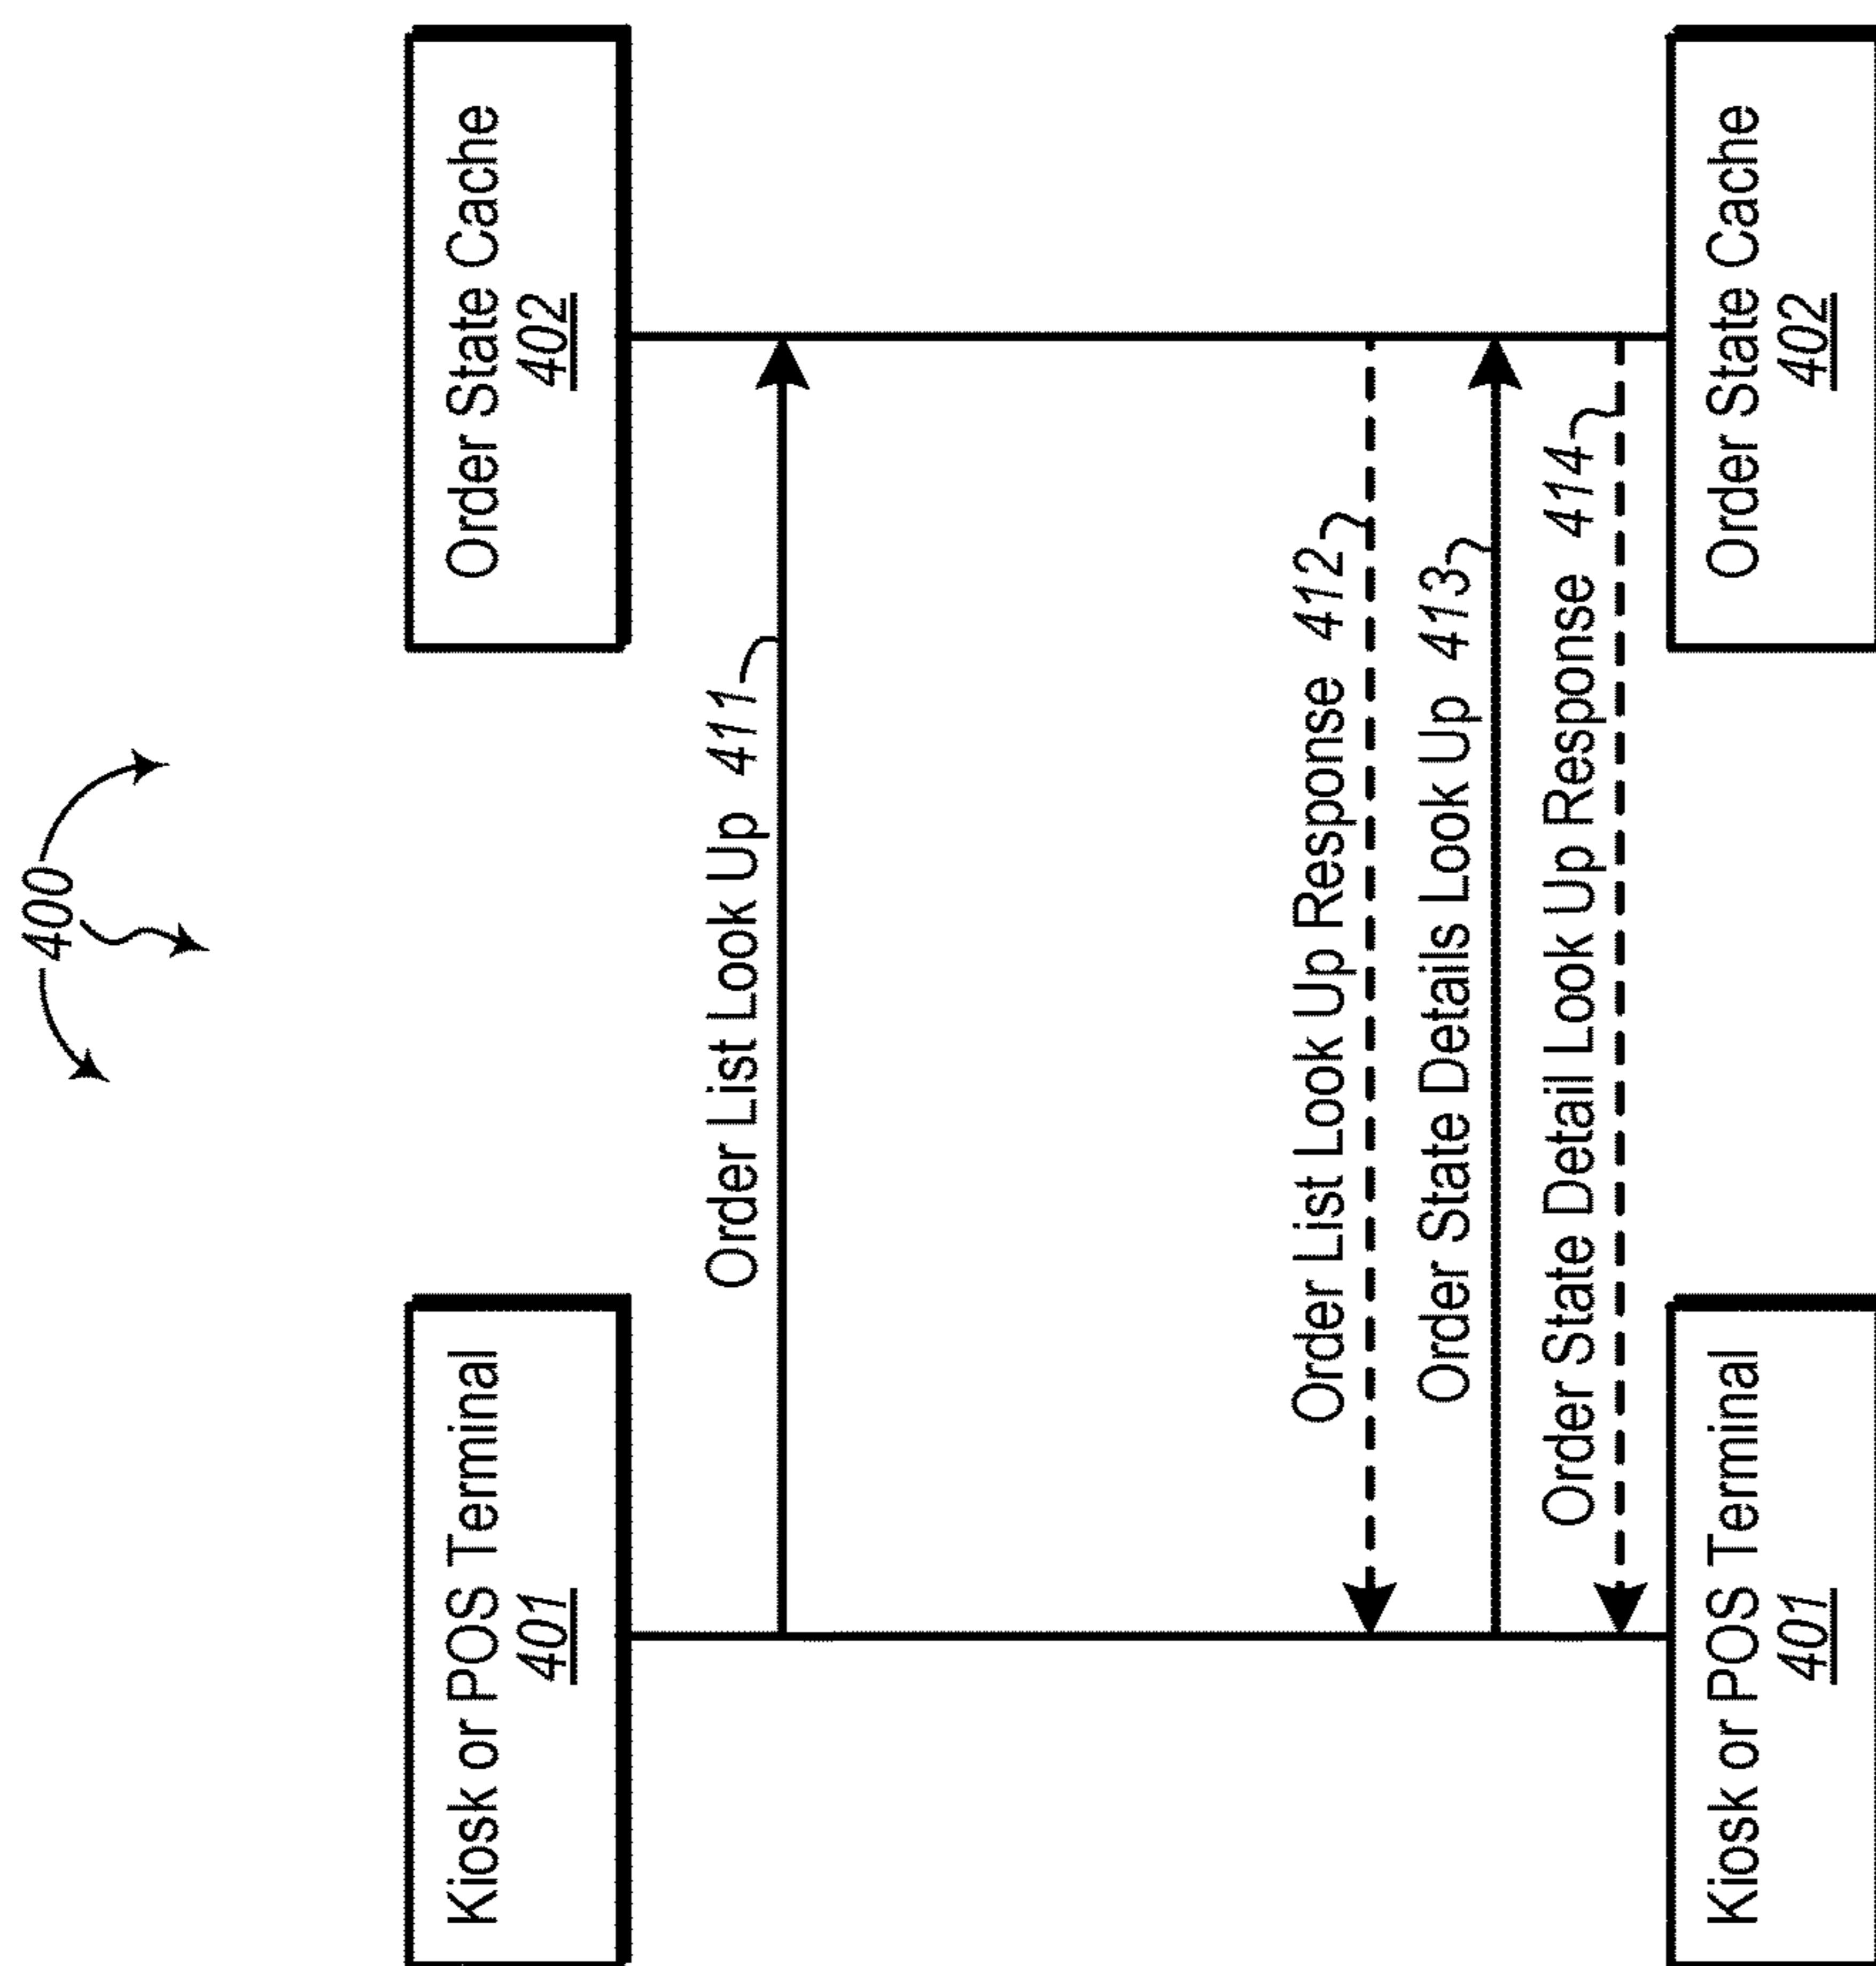 400
Kiosk or POS Terminal
401
Order State Cache
402
Order List Look Up 411
Order List Look Up Response 412
Order State Details Look Up 413
Order State Detail Look Up Response 414
Kiosk or POS Terminal
401
Order State Cache
402